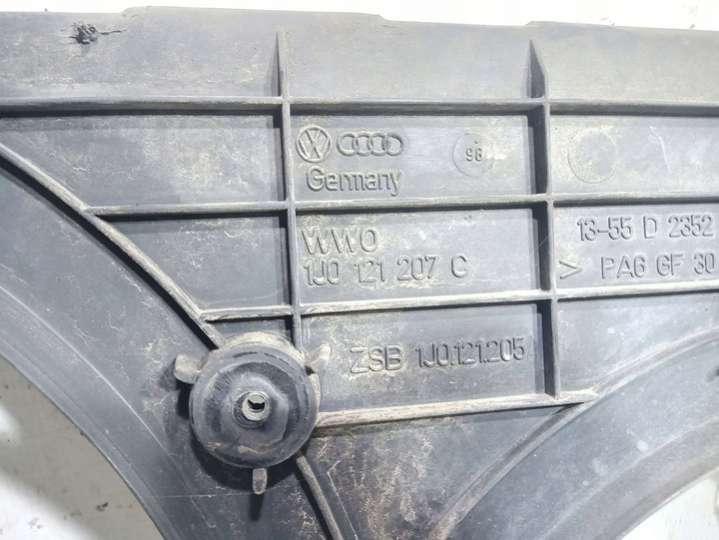 98
Germany
WWO
1J0 121 207 C
13-55 D 2352
> PA6 GF 30
ZSB 1J0.121.205